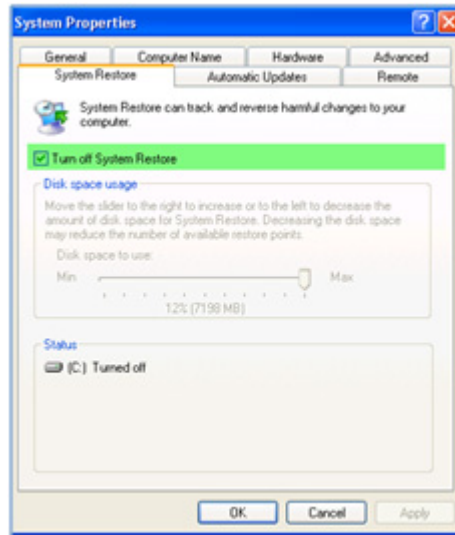 System Properties
General Computer Name Hardware Advanced
System Restore Automatic Updates Remote
System Restore can track and reverse harmful changes to your
computer.
Turn off System Restore
Disk space usage
Move the slider to the right to increase or to the left to decrease the
amount of disk space for System Restore. Decreasing the disk space
may reduce the number of available restore points.
Disk space to use:
Min Max
12% (7198 MB)
Status
(C:) Turned off
OK Cancel Apply